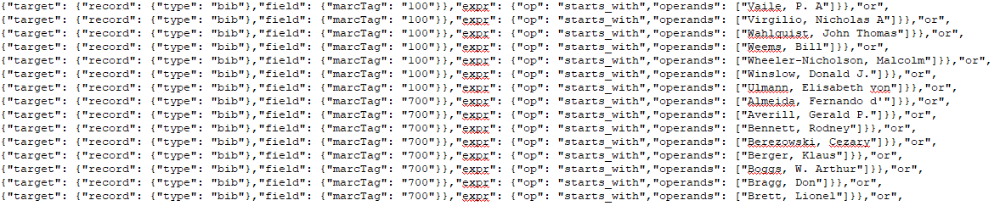 {"target": {"record": {"type": "bib"},"field": {"marcTag": "100"}},"expr": {"op": "starts_with","operands": ["Vaile, P. A"]}},"or",
{"target": {"record": {"type": "bib"},"field": {"marcTag": "100"}},"expr": {"op": "starts_with","operands": ["Virgilio, Nicholas A"]}},"or",
{"target": {"record": {"type": "bib"},"field": {"marcTag": "100"}},"expr": {"op": "starts_with","operands": ["Wahlquist, John Thomas"]}},"or",
{"target": {"record": {"type": "bib"},"field": {"marcTag": "100"}},"expr": {"op": "starts_with","operands": ["Weems, Bill"]}},"or",
{"target": {"record": {"type": "bib"},"field": {"marcTag": "100"}},"expr": {"op": "starts_with","operands": ["Wheeler-Nicholson, Malcolm"]}},"or",
{"target": {"record": {"type": "bib"},"field": {"marcTag": "100"}},"expr": {"op": "starts_with","operands": ["Winslow, Donald J."]}},"or",
{"target": {"record": {"type": "bib"},"field": {"marcTag": "100"}},"expr": {"op": "starts_with","operands": ["Ulmann, Elisabeth von"]}},"or",
{"target": {"record": {"type": "bib"},"field": {"marcTag": "700"}},"expr": {"op": "starts_with","operands": ["Almeida, Fernando d'"]}},"or",
{"target": {"record": {"type": "bib"},"field": {"marcTag": "700"}},"expr": {"op": "starts_with","operands": ["Averill, Gerald P."]}},"or",
{"target": {"record": {"type": "bib"},"field": {"marcTag": "700"}},"expr": {"op": "starts_with","operands": ["Bennett, Rodney"]}},"or",
{"target": {"record": {"type": "bib"},"field": {"marcTag": "700"}},"expr": {"op": "starts_with","operands": ["Berezowski, Cezary"]}},"or",
{"target": {"record": {"type": "bib"},"field": {"marcTag": "700"}},"expr": {"op": "starts_with","operands": ["Berger, Klaus"]}},"or",
{"target": {"record": {"type": "bib"},"field": {"marcTag": "700"}},"expr": {"op": "starts_with","operands": ["Boggs, W. Arthur"]}},"or",
{"target": {"record": {"type": "bib"},"field": {"marcTag": "700"}},"expr": {"op": "starts_with","operands": ["Bragg, Don"]}},"or",
{"target": {"record": {"type": "bib"},"field": {"marcTag": "700"}},"expr": {"op": "starts_with","operands": ["Brett, Lionel"]}},"or",